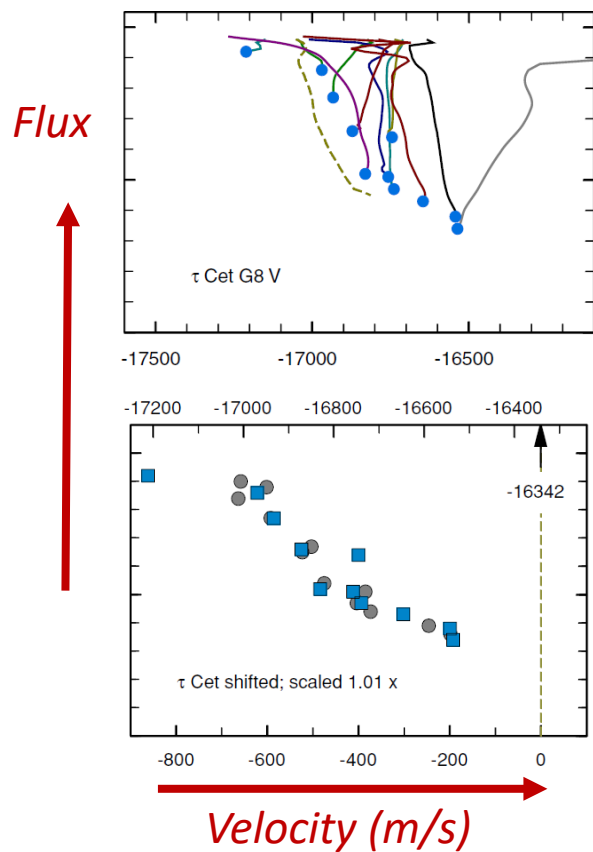 Flux
τ Cet G8 V
-17500 -17000 -16500
-17200 -17000 -16800 -16600 -16400
-16342
τ Cet shifted; scaled 1.01 x
-800 -600 -400 -200 0
Velocity (m/s)